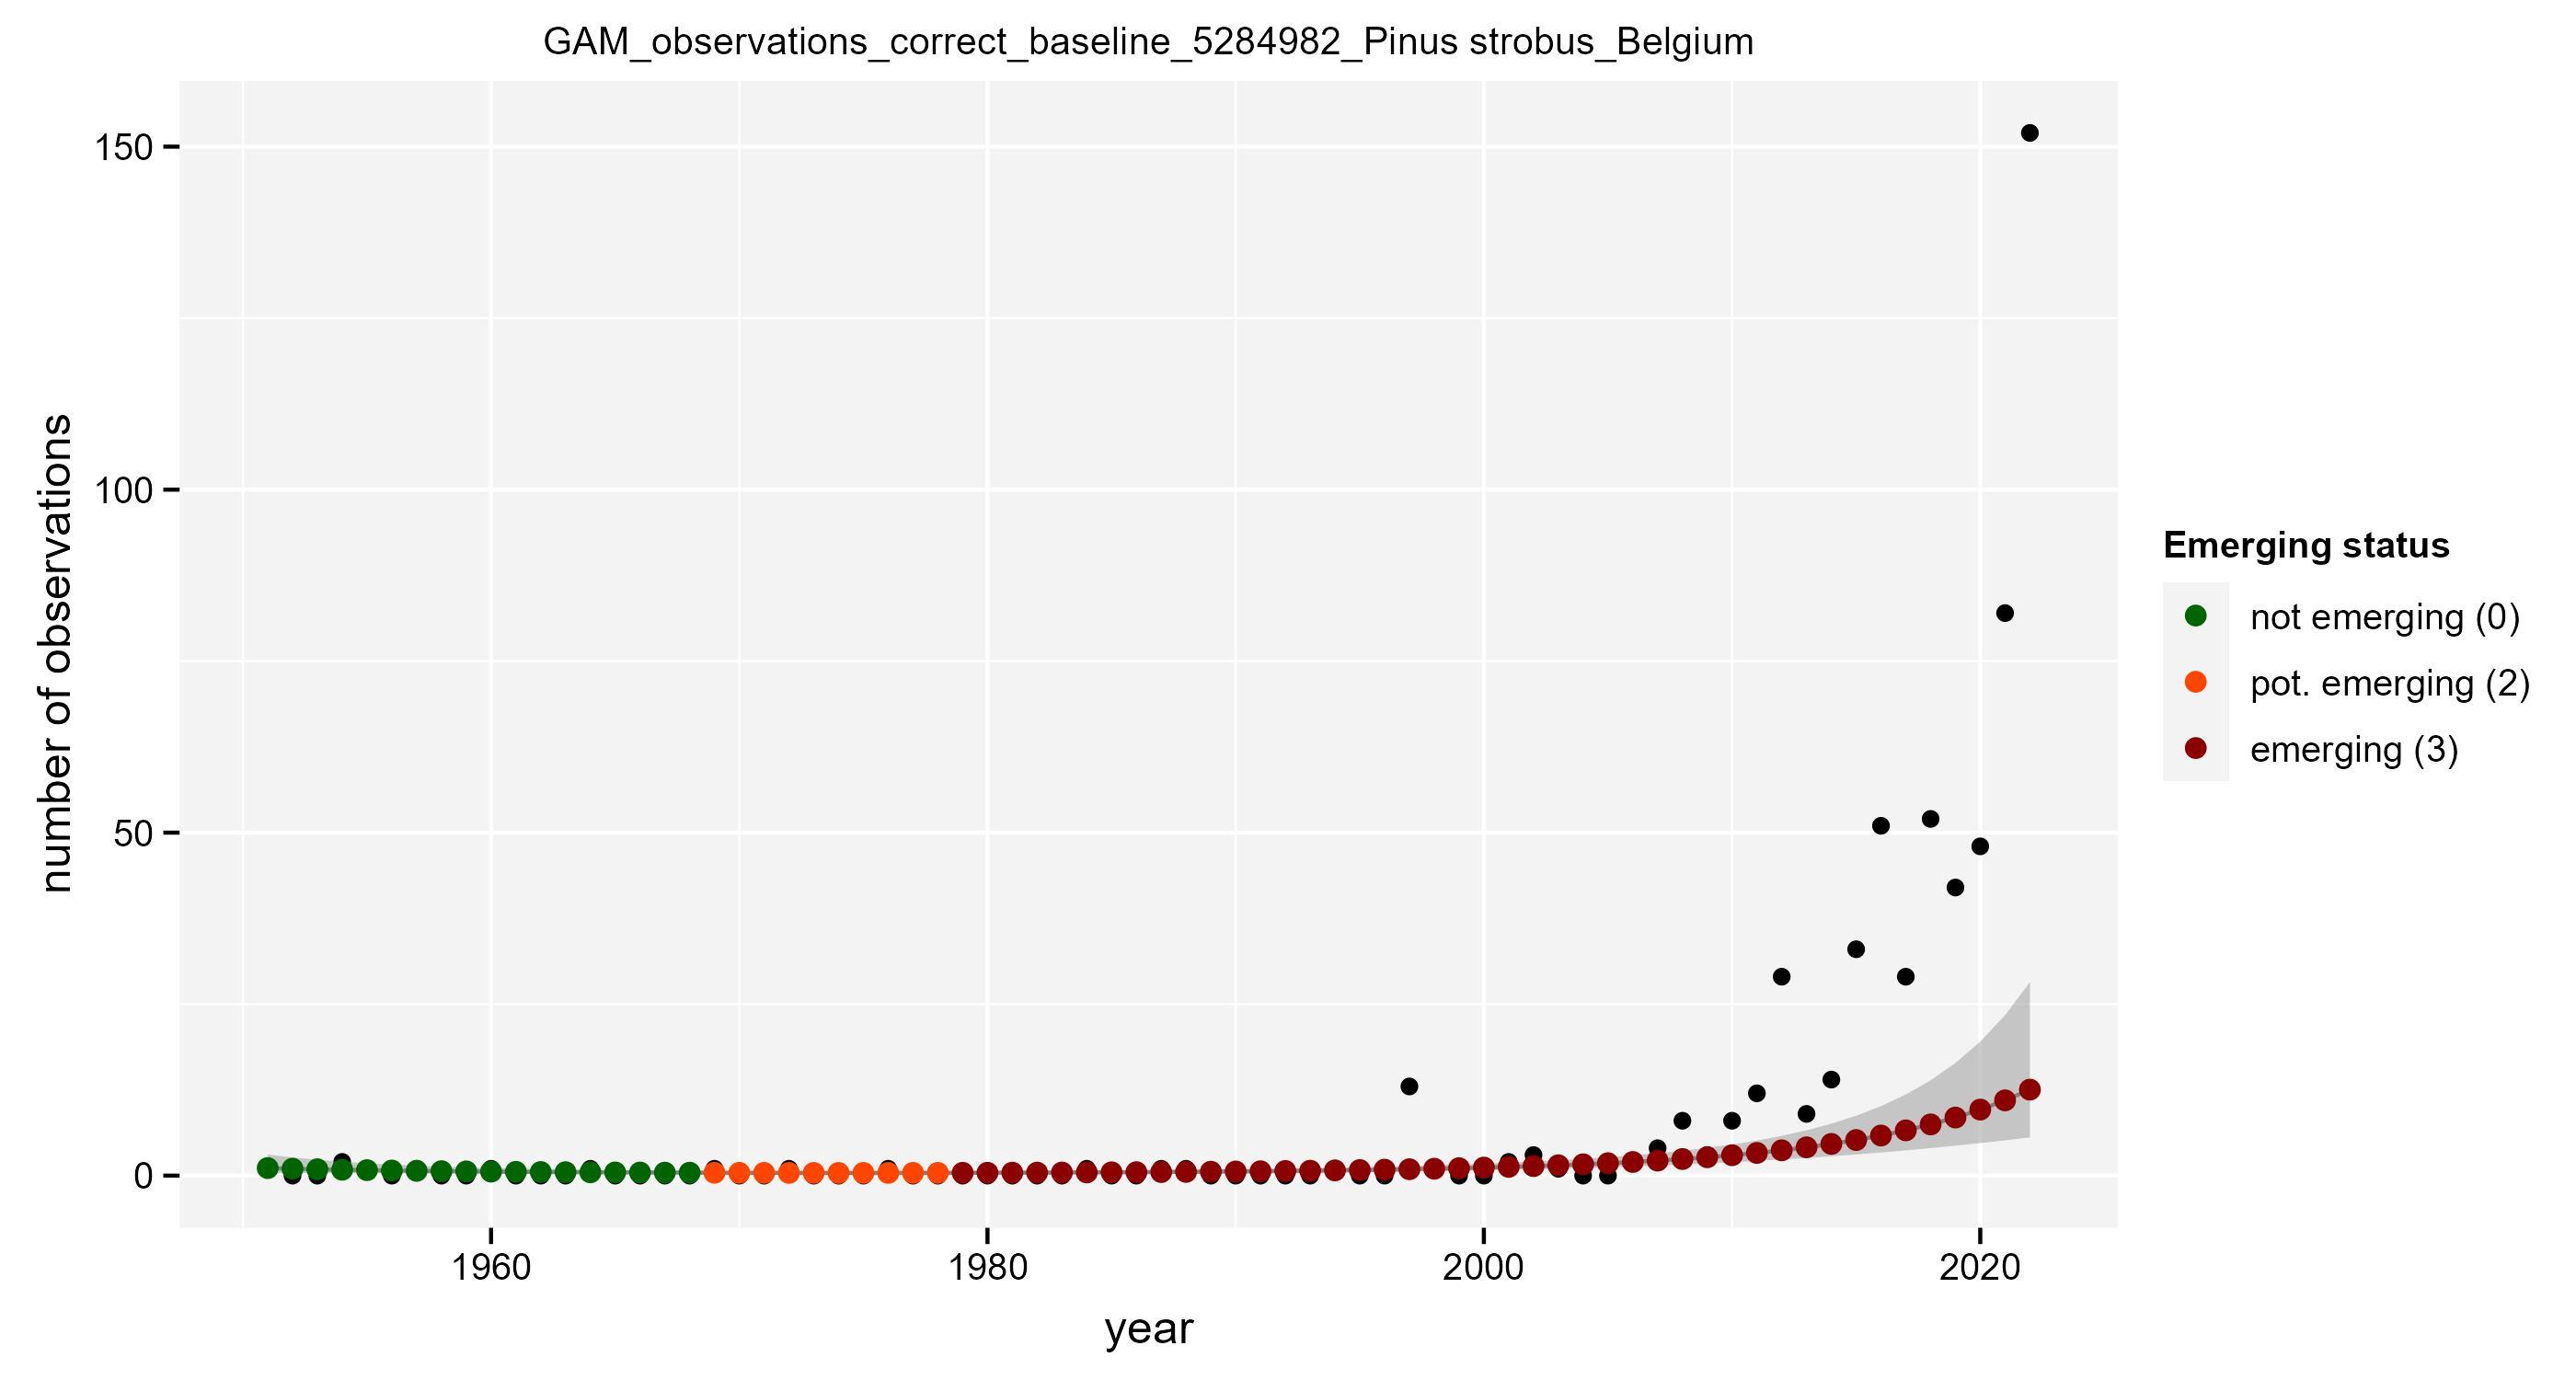 GAM_observations_correct_baseline_5284982_Pinus strobus_Belgium
150
100
50
0
number of observations
1960
1980
2000
2020
year
Emerging status
not emerging (0)
pot. emerging (2)
emerging (3)